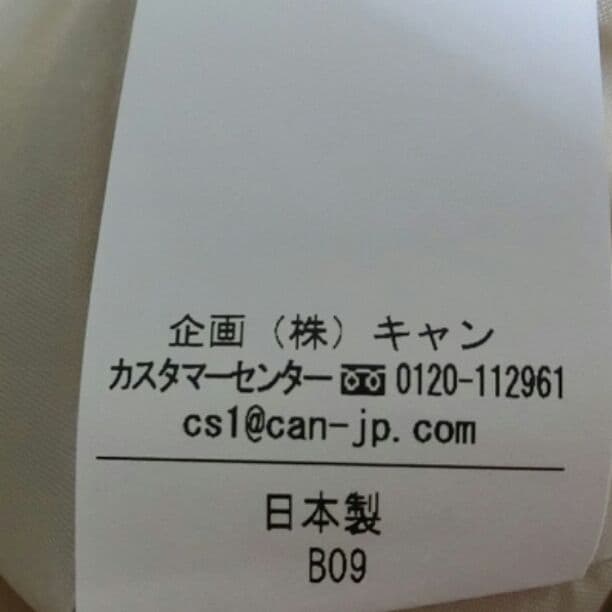 企画（株）キャン
カスタマーセンター 0120-112961
cs1@can-jp.com
日本製
B09